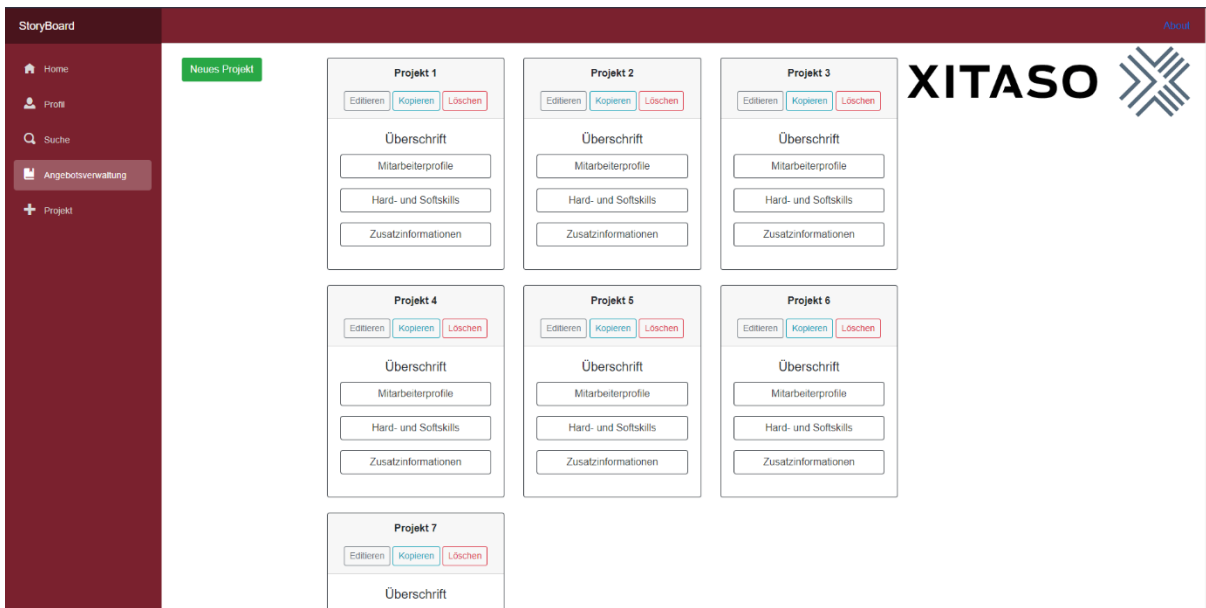 StoryBoard
About
Home
Profil
Suche
Angebotsverwaltung
Projekt
Neues Projekt
XITASO
Projekt 1
Editieren Kopieren Löschen
Überschrift
Mitarbeiterprofile
Hard- und Softskills
Zusatzinformationen
Projekt 2
Editieren Kopieren Löschen
Überschrift
Mitarbeiterprofile
Hard- und Softskills
Zusatzinformationen
Projekt 3
Editieren Kopieren Löschen
Überschrift
Mitarbeiterprofile
Hard- und Softskills
Zusatzinformationen
Projekt 4
Editieren Kopieren Löschen
Überschrift
Mitarbeiterprofile
Hard- und Softskills
Zusatzinformationen
Projekt 5
Editieren Kopieren Löschen
Überschrift
Mitarbeiterprofile
Hard- und Softskills
Zusatzinformationen
Projekt 6
Editieren Kopieren Löschen
Überschrift
Mitarbeiterprofile
Hard- und Softskills
Zusatzinformationen
Projekt 7
Editieren Kopieren Löschen
Überschrift